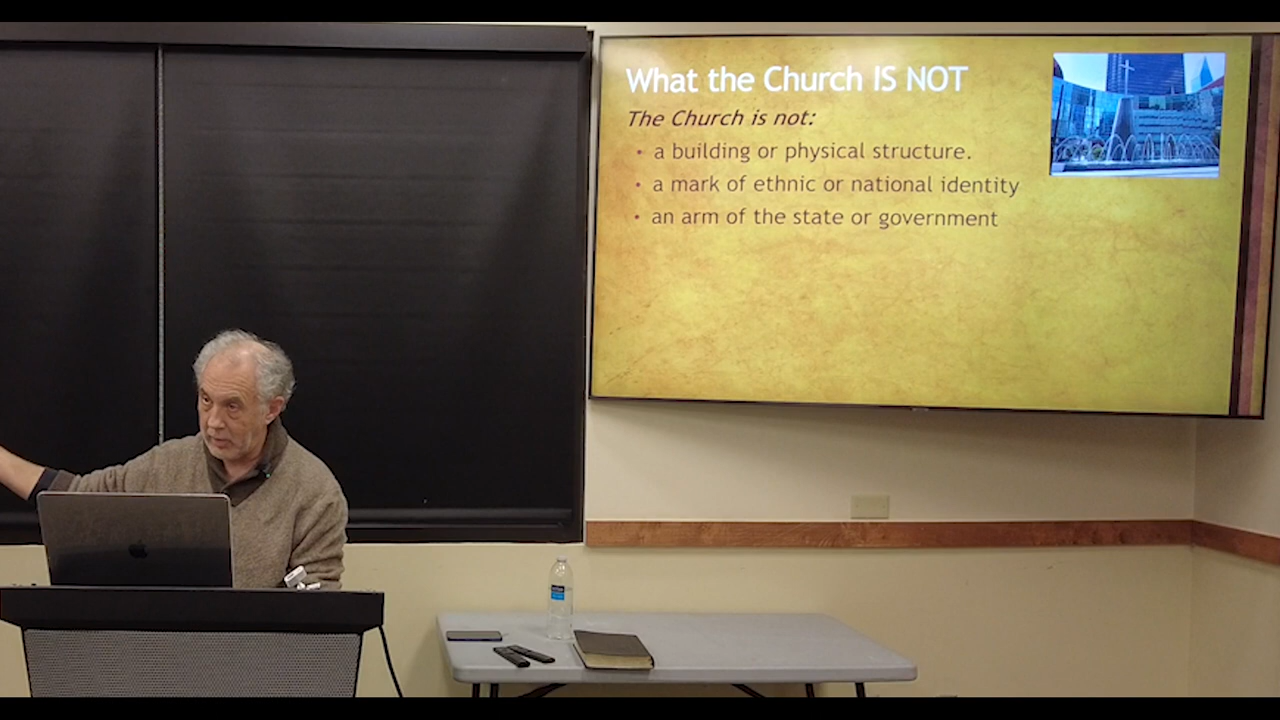 What the Church IS NOT
The Church is not:
• a building or physical structure.
• a mark of ethnic or national identity
• an arm of the state or government